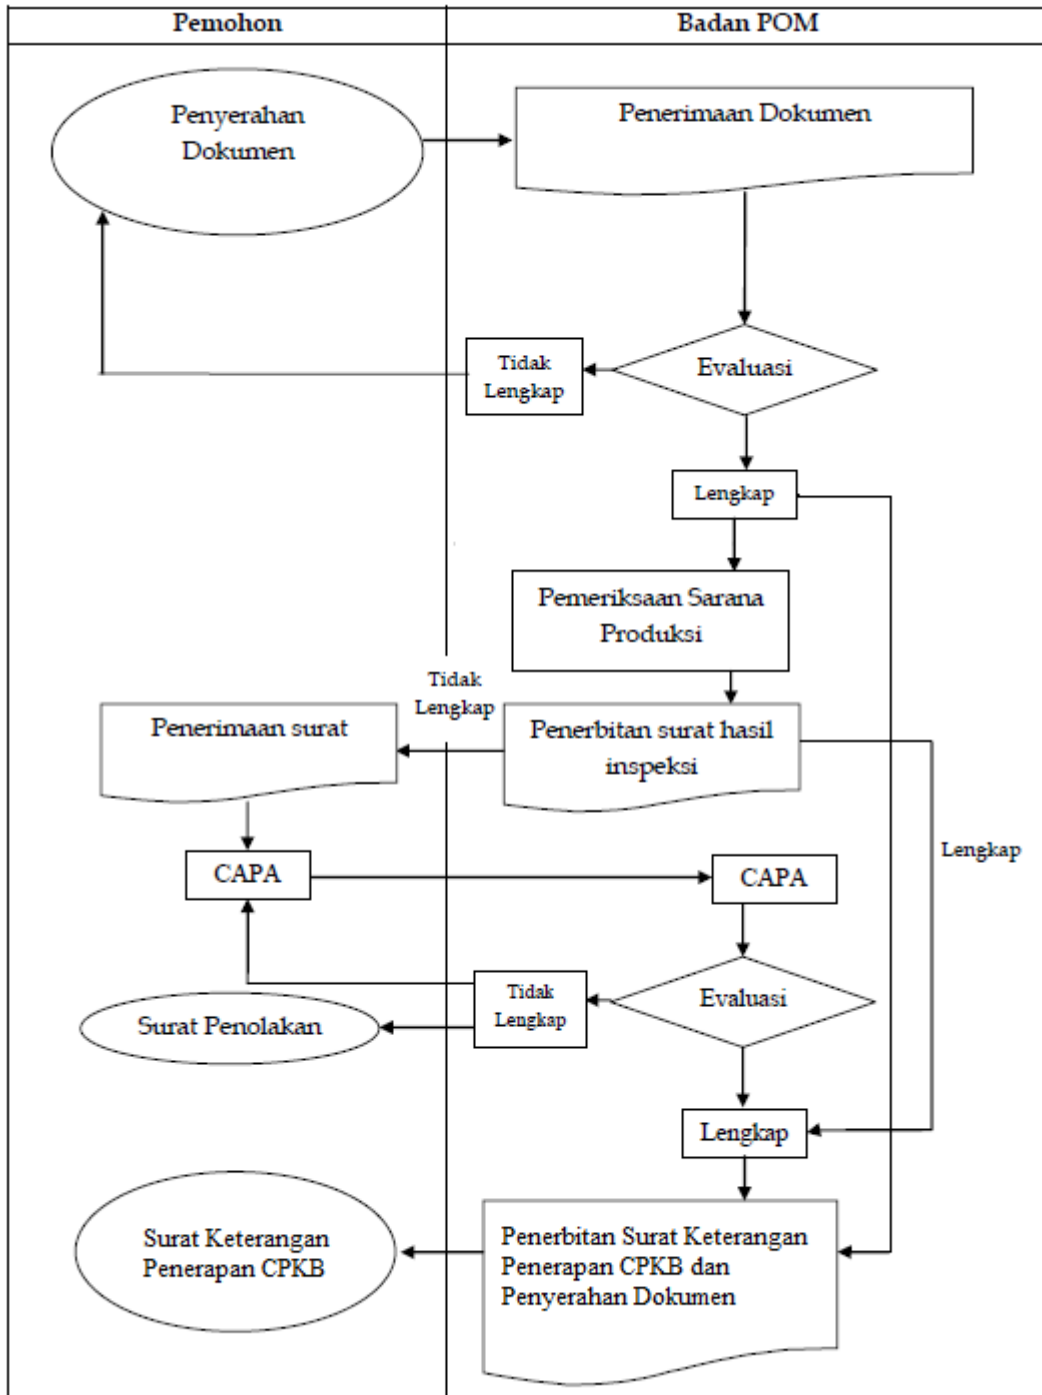 Pemohon
Badan POM
Penyerahan
Dokumen
Penerimaan Dokumen
Evaluasi
Tidak
Lengkap
Lengkap
Pemeriksaan Sarana
Produksi
Tidak
Lengkap
Penerimaan surat
Penerbitan surat hasil
inspeksi
Lengkap
CAPA
CAPA
Evaluasi
Tidak
Lengkap
Surat Penolakan
Lengkap
Surat Keterangan
Penerapan CPKB
Penerbitan Surat Keterangan
Penerapan CPKB dan
Penyerahan Dokumen